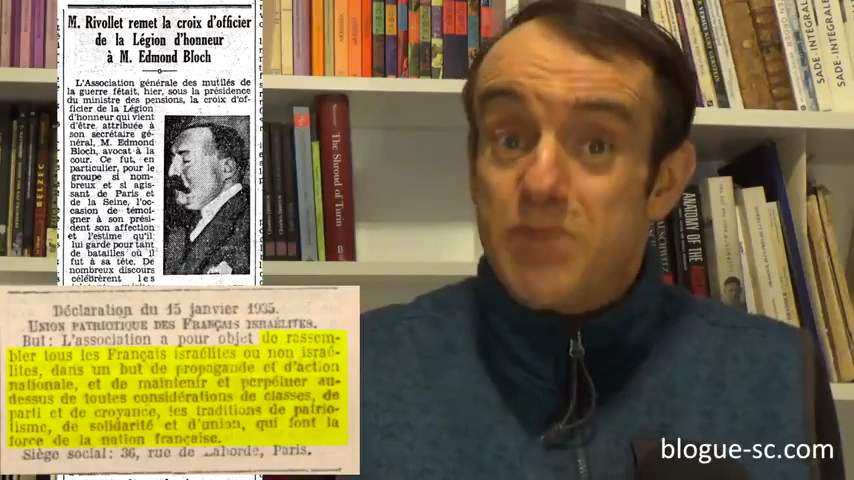 M. Rivollet remet la croix d'officier
de la Légion d'honneur
à M. Edmond Bloch
L'Association générale des mutilés de
la guerre fêtait, hier, sous la présidence
du ministre des pensions, la croix d'of-
ficier de la Légion
d'honneur qui vient
d'être attribuée à
son secrétaire gé-
néral, M. Edmond
Bloch, avocat à la
cour. Ce fut, en
particulier, pour le
groupe si nom-
breux et si agis-
sant de Paris et
de la Seine, l'oc-
casion de témoi-
gner à son prési-
dent son affection
et l'estime qu'il
lui garde pour tant
de batailles où il
fut à sa tête. De
nombreux discours
célébrèrent les
Déclaration du 15 janvier 1935.
UNION PATRIOTIQUE DES FRANÇAIS ISRAÉLITES.
But: L'association a pour objet de rassem-
bler tous les Français israélites ou non israé-
lites, dans un but de propagande et d'action
nationale, et de maintenir et perpétuer au-
dessus de toutes considérations de classes, de
parti et de croyance, les traditions de patrio-
tisme, de solidarité et d'union, qui font la
force de la nation française.
Siège social: 36, rue de Laborde, Paris.
BELZEC
The Shroud of Turin
ANATOMY OF THE
SADE · INTÉGRAL
SADE · INTÉGRALE
blogue-sc.com